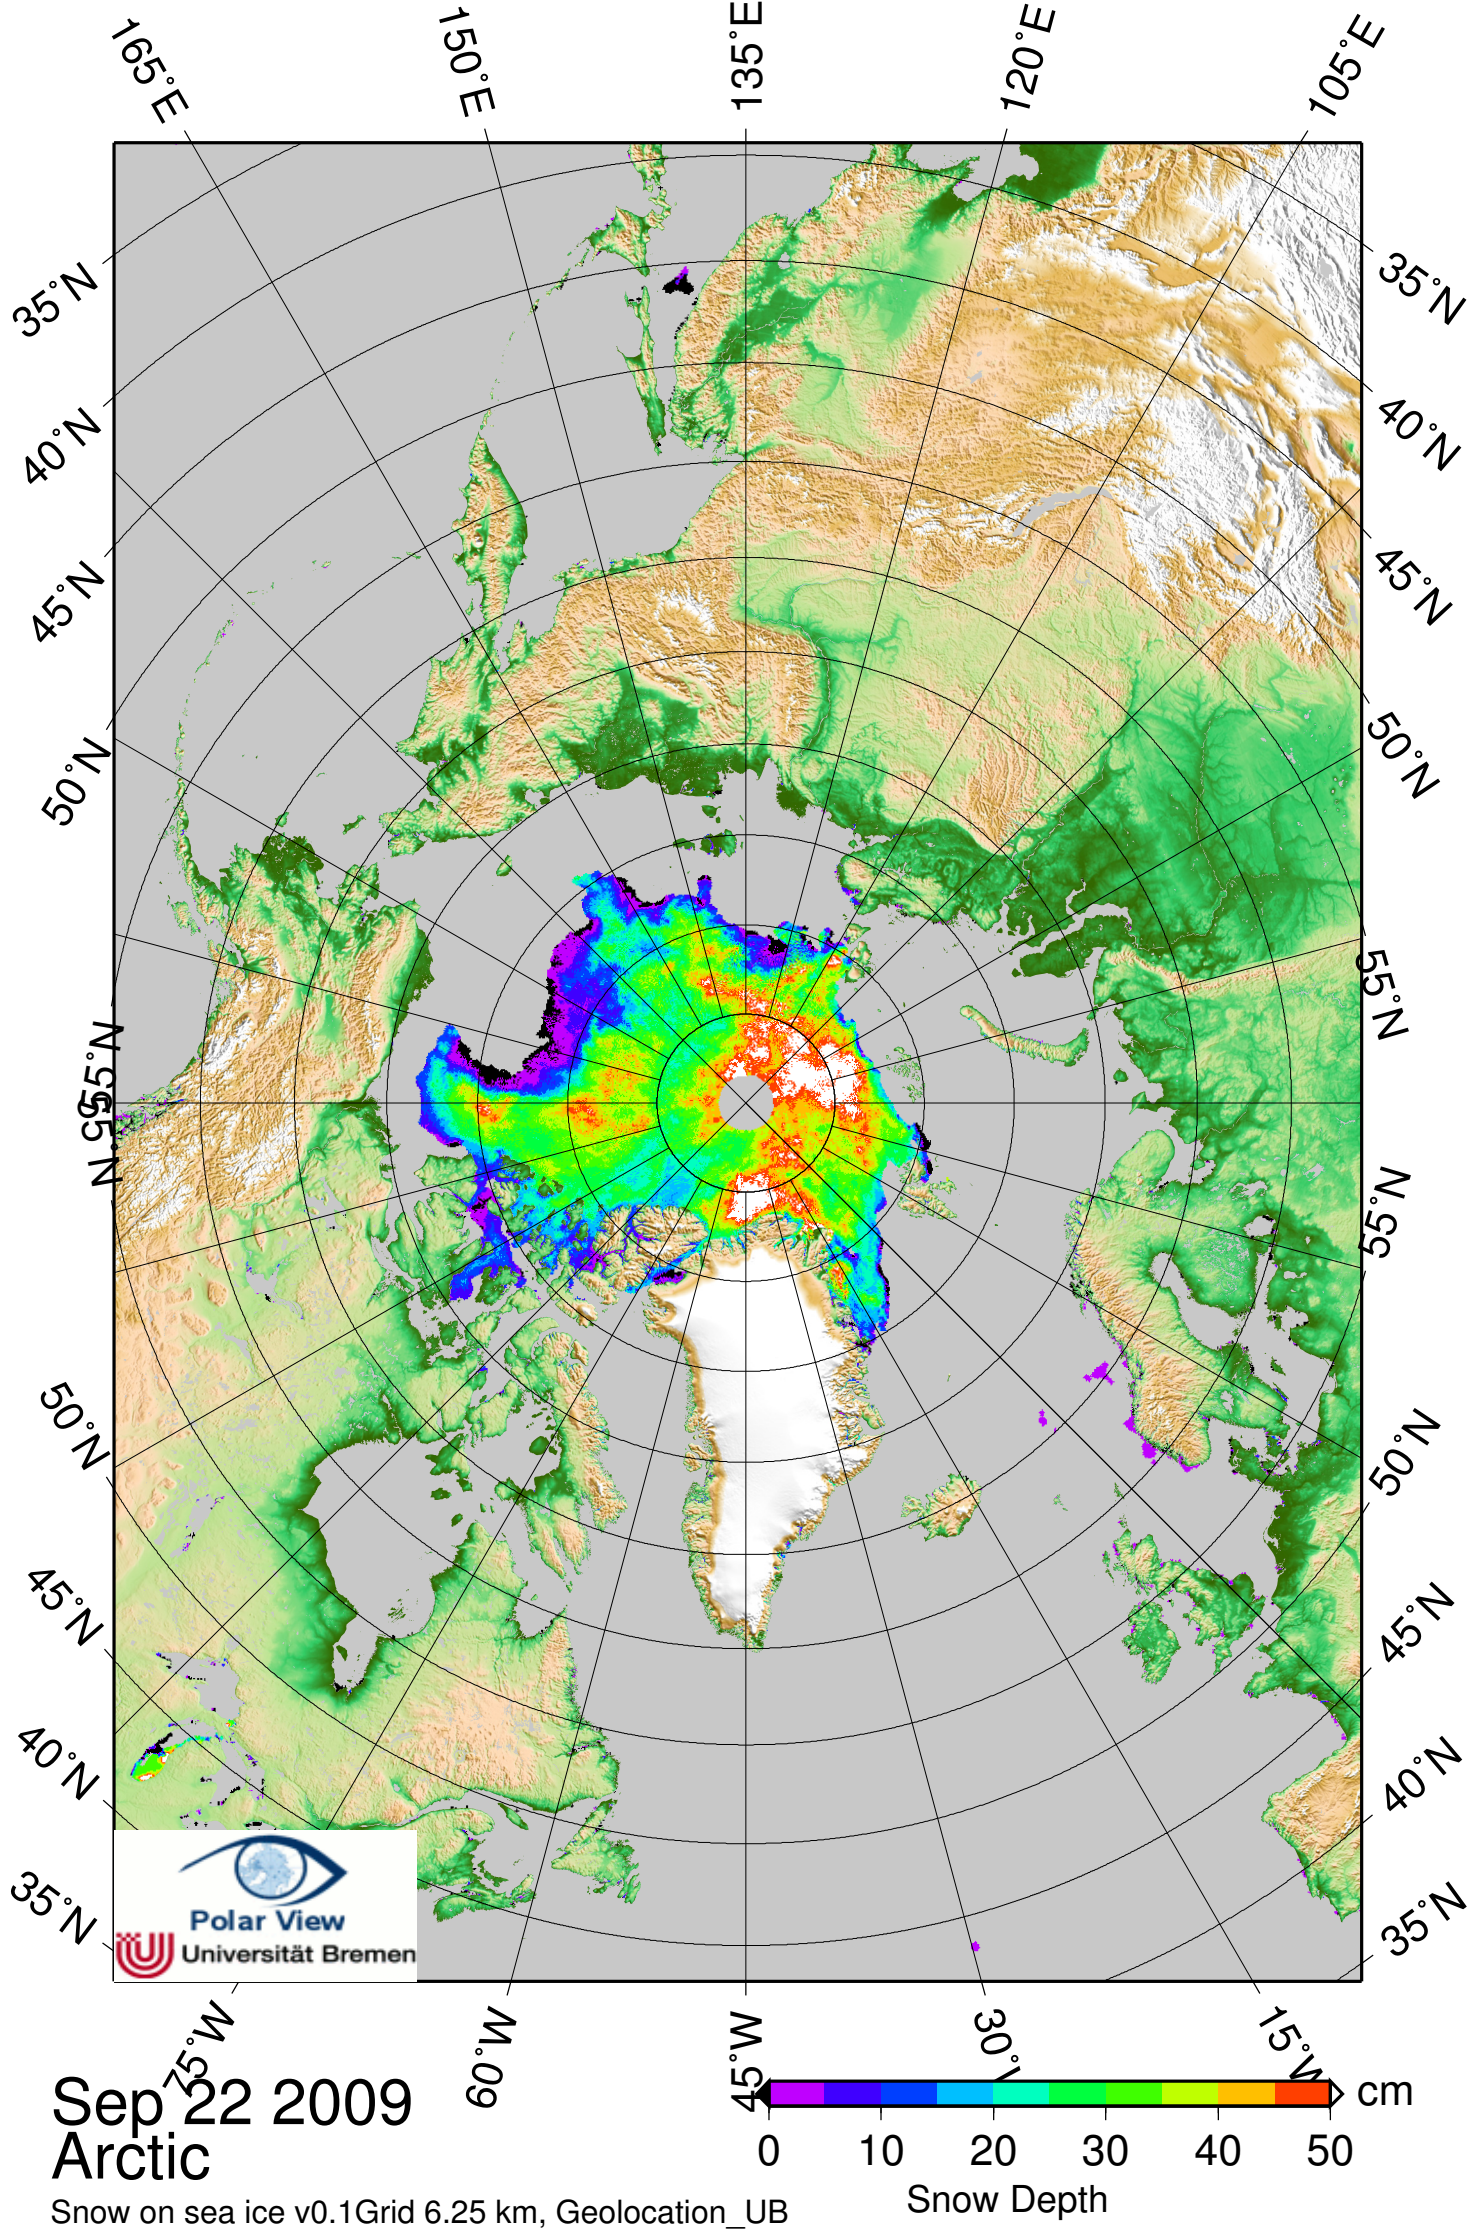 165°E
150°E
135°E
120°E
105°E
35°N
40°N
45°N
50°N
55°N
55°N
50°N
45°N
40°N
35°N
35°N
40°N
45°N
50°N
55°N
55°N
50°N
45°N
40°N
35°N
Polar View
Universität Bremen
75°W
60°W
45°W
30°W
15°W
Sep 22 2009
Arctic
Snow on sea ice v0.1Grid 6.25 km, Geolocation_UB
cm
0 10 20 30 40 50
Snow Depth